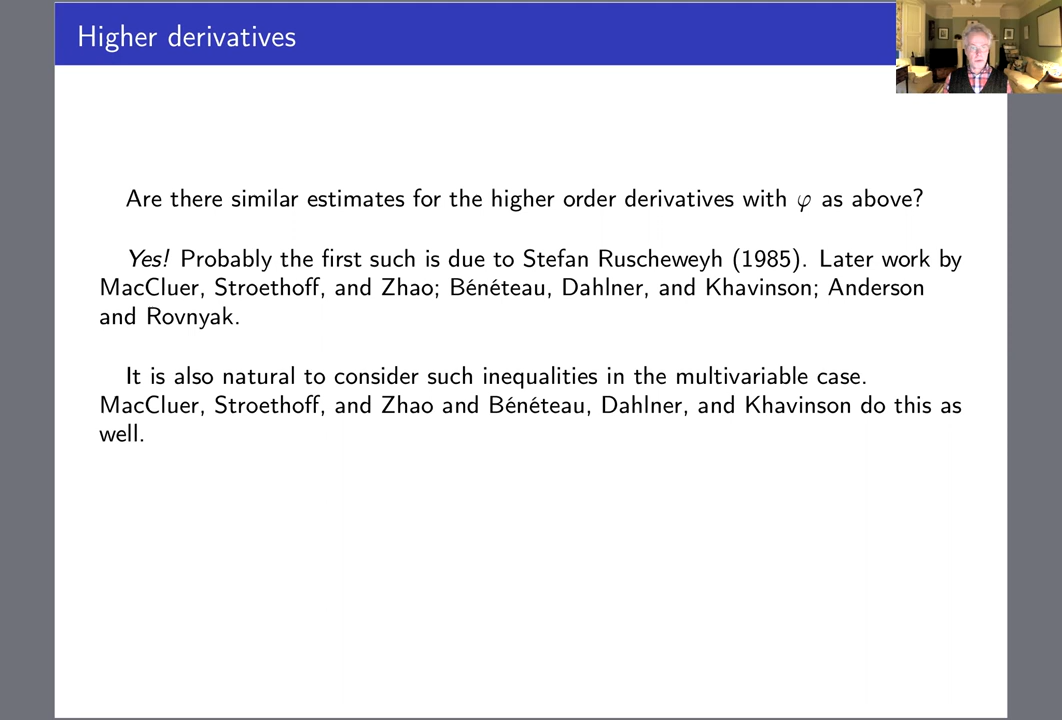 Higher derivatives
Are there similar estimates for the higher order derivatives with φ as above?
Yes! Probably the first such is due to Stefan Ruscheweyh (1985). Later work by
MacCluer, Stroethoff, and Zhao; Bénéteau, Dahlner, and Khavinson; Anderson
and Rovnyak.
It is also natural to consider such inequalities in the multivariable case.
MacCluer, Stroethoff, and Zhao and Bénéteau, Dahlner, and Khavinson do this as
well.